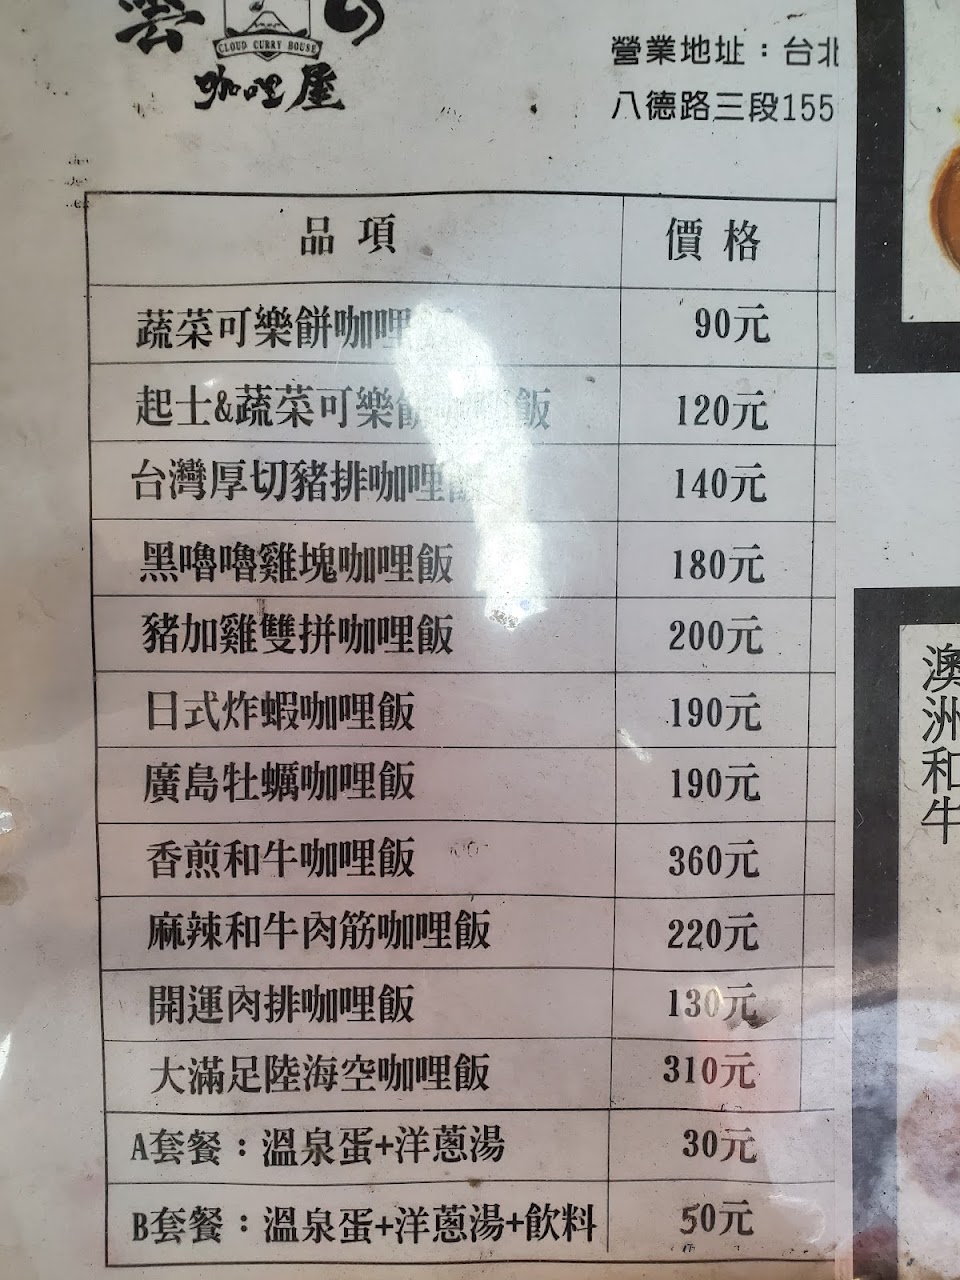 雲の
CLOUD CURRY HOUSE
咖哩屋
營業地址：台北
八德路三段155
品項 價格
蔬菜可樂餅咖哩 90元
起士&蔬菜可樂餅 飯 120元
台灣厚切豬排咖哩飯 140元
黑嚕嚕雞塊咖哩飯 180元
豬加雞雙拼咖哩飯 200元
日式炸蝦咖哩飯 190元
廣島牡蠣咖哩飯 190元
香煎和牛咖哩飯 360元
麻辣和牛肉筋咖哩飯 220元
開運肉排咖哩飯 130元
大滿足陸海空咖哩飯 310元
A套餐：溫泉蛋+洋蔥湯 30元
B套餐：溫泉蛋+洋蔥湯+飲料 50元
澳洲和牛